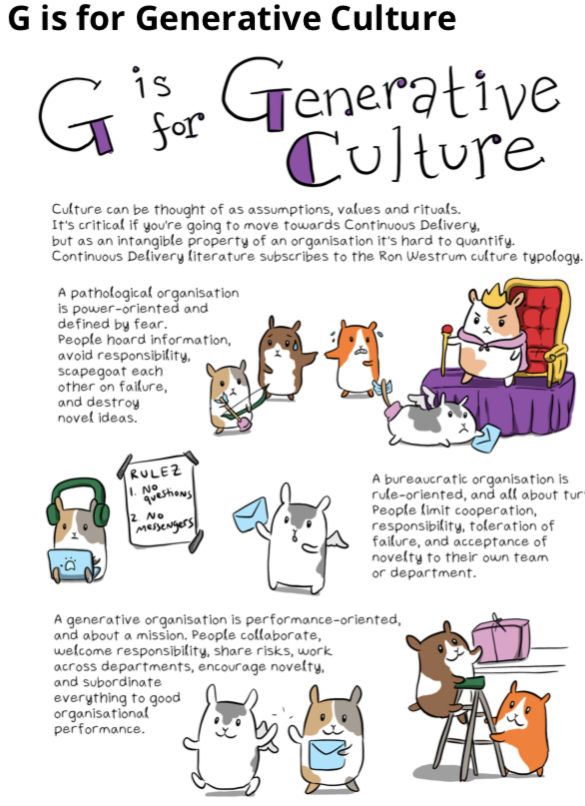 G is for Generative Culture
G is for Generative Culture
Culture can be thought of as assumptions, values and rituals.
It's critical if you're going to move towards Continuous Delivery,
but as an intangible property of an organisation it's hard to quantify.
Continuous Delivery literature subscribes to the Ron Westrum culture typology.
A pathological organisation
is power-oriented and
defined by fear.
People hoard information,
avoid responsibility,
scapegoat each
other on failure,
and destroy
novel ideas.
RULEZ
1. No
questions
2 No
messengers
A bureaucratic organisation is
rule-oriented, and all about tur
People limit cooperation,
responsibility, toleration of
failure, and acceptance of
novelty to their own team
or department.
A generative organisation is performance-oriented,
and about a mission. People collaborate,
welcome responsibility, share risks, work
across departments, encourage novelty,
and subordinate
everything to good
organisational
performance.